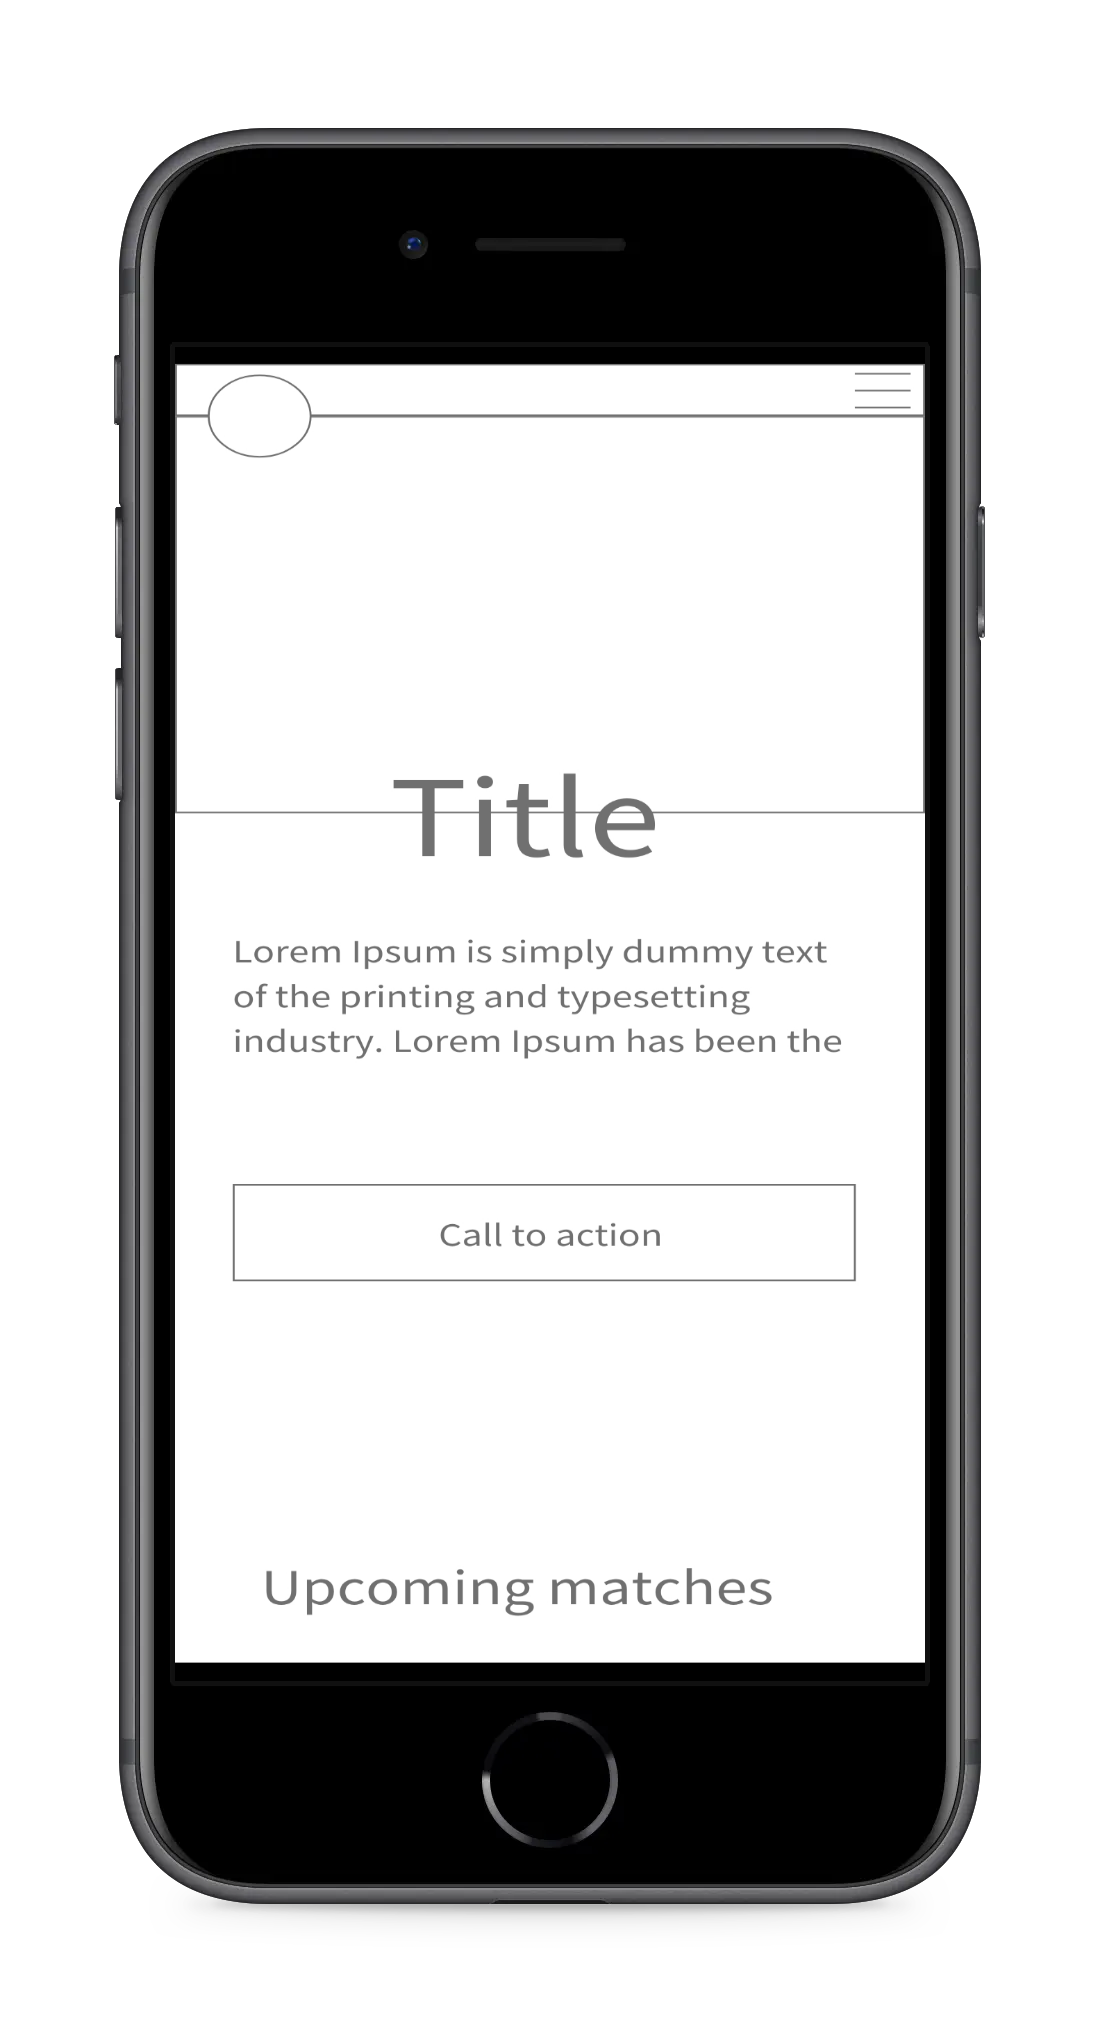 Title
Lorem Ipsum is simply dummy text
of the printing and typesetting
industry. Lorem Ipsum has been the
Call to action
Upcoming matches